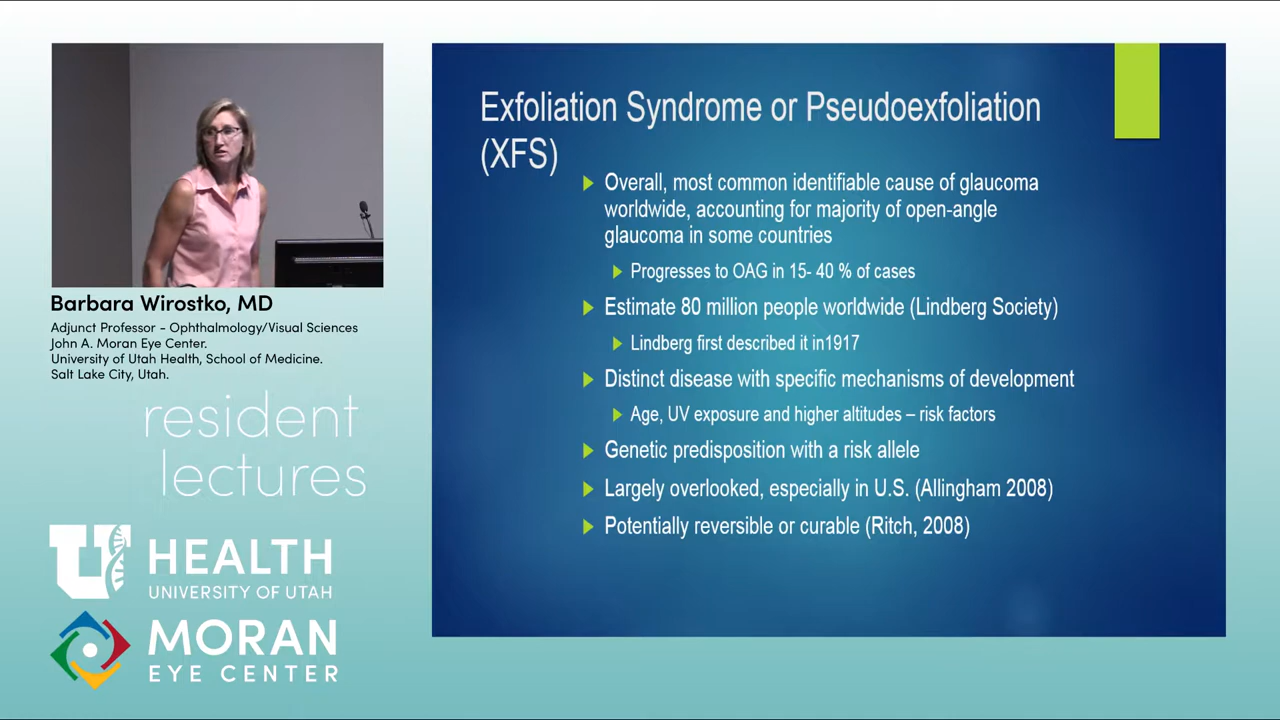 Barbara Wirostko, MD
Adjunct Professor - Ophthalmology/Visual Sciences
John A. Moran Eye Center.
University of Utah Health, School of Medicine.
Salt Lake City, Utah.
resident
lectures
U HEALTH
UNIVERSITY OF UTAH
MORAN
EYE CENTER
Exfoliation Syndrome or Pseudoexfoliation
(XFS)
Overall, most common identifiable cause of glaucoma
worldwide, accounting for majority of open-angle
glaucoma in some countries
Progresses to OAG in 15- 40 % of cases
Estimate 80 million people worldwide (Lindberg Society)
Lindberg first described it in1917
Distinct disease with specific mechanisms of development
Age, UV exposure and higher altitudes – risk factors
Genetic predisposition with a risk allele
Largely overlooked, especially in U.S. (Allingham 2008)
Potentially reversible or curable (Ritch, 2008)